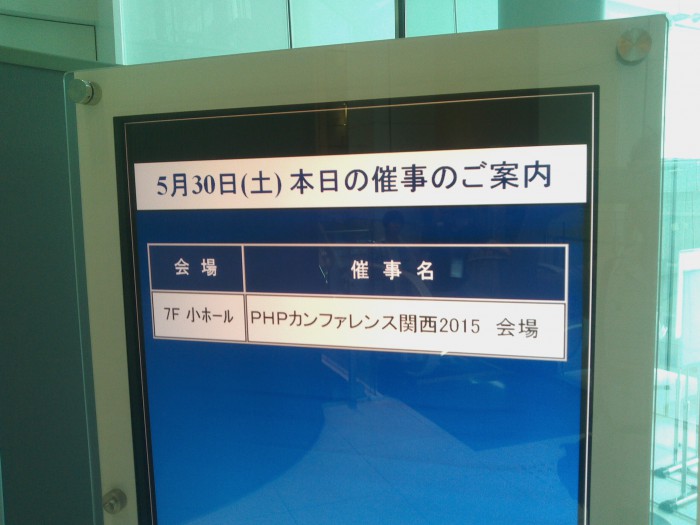 5月30日(土) 本日の催事のご案内
会 場 催 事 名
7F 小ホール PHPカンファレンス関西2015 会場